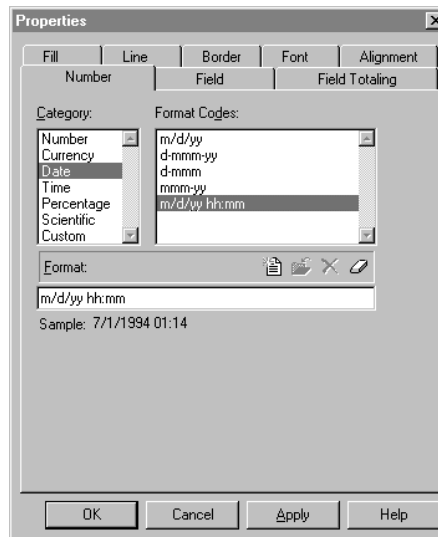 Properties
Fill Line Border Font Alignment
Number Field Field Totaling
Category: Format Codes:
Number
Currency
Date
Time
Percentage
Scientific
Custom
m/d/yy
d-mmm-yy
d-mmm
mmm-yy
m/d/yy hh:mm
Format:
m/d/yy hh:mm
Sample: 7/1/1994 01:14
OK Cancel Apply Help